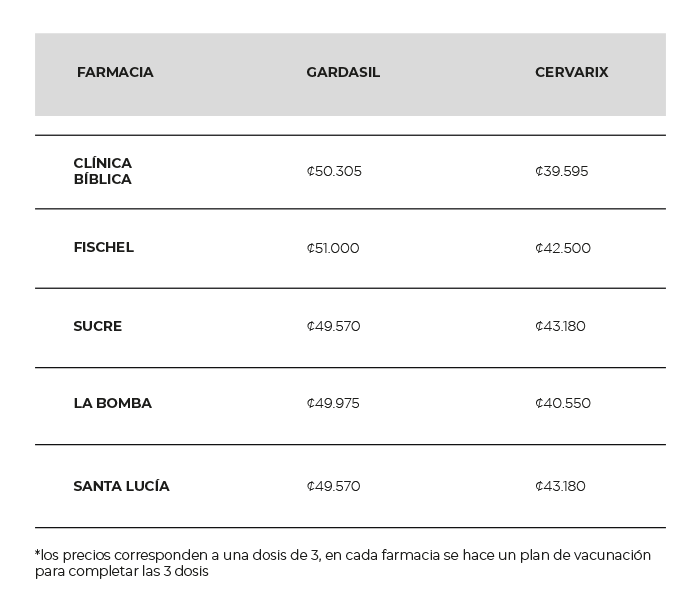 FARMACIA GARDASIL CERVARIX
CLÍNICA
BÍBLICA ₡50.305 ₡39.595
FISCHEL ₡51.000 ₡42.500
SUCRE ₡49.570 ₡43.180
LA BOMBA ₡49.975 ₡40.550
SANTA LUCÍA ₡49.570 ₡43.180
*los precios corresponden a una dosis de 3, en cada farmacia se hace un plan de vacunación
para completar las 3 dosis